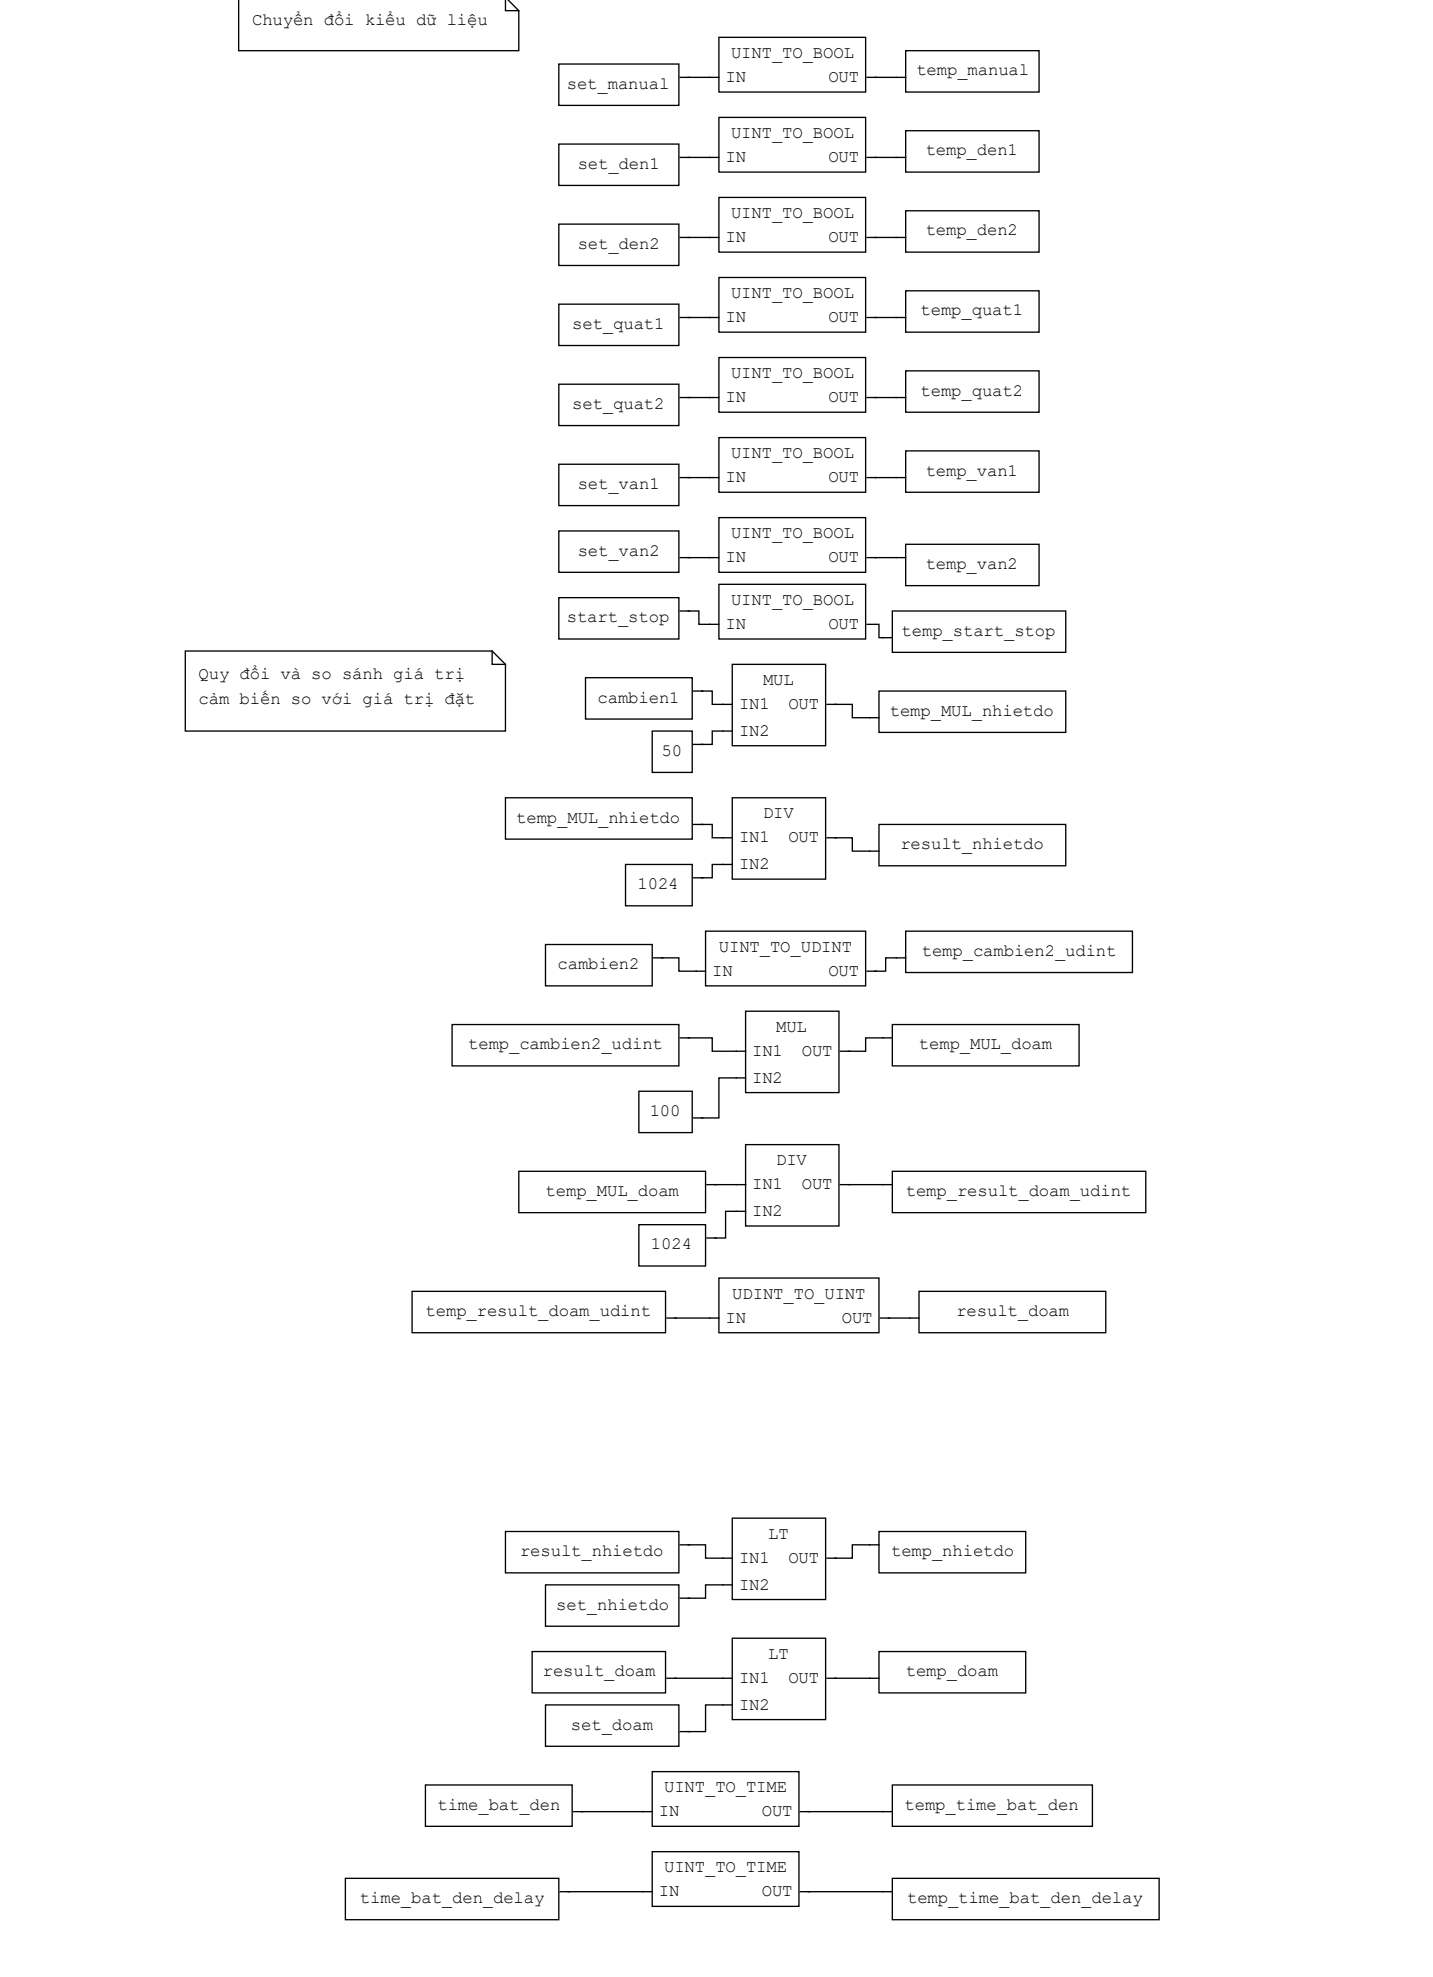 Chuyển đổi kiểu dữ liệu
UINT_TO_BOOL
set_manual IN OUT temp_manual
UINT_TO_BOOL
set_den1 IN OUT temp_den1
UINT_TO_BOOL
set_den2 IN OUT temp_den2
UINT_TO_BOOL
set_quat1 IN OUT temp_quat1
UINT_TO_BOOL
set_quat2 IN OUT temp_quat2
UINT_TO_BOOL
set_van1 IN OUT temp_van1
UINT_TO_BOOL
set_van2 IN OUT temp_van2
UINT_TO_BOOL
start_stop IN OUT temp_start_stop
Quy đổi và so sánh giá trị
cảm biến so với giá trị đặt
MUL
cambien1 IN1 OUT temp_MUL_nhietdo
50 IN2
DIV
temp_MUL_nhietdo IN1 OUT result_nhietdo
1024 IN2
UINT_TO_UDINT
cambien2 IN OUT temp_cambien2_udint
MUL
temp_cambien2_udint IN1 OUT temp_MUL_doam
100 IN2
DIV
temp_MUL_doam IN1 OUT temp_result_doam_udint
1024 IN2
UDINT_TO_UINT
temp_result_doam_udint IN OUT result_doam
LT
result_nhietdo IN1 OUT temp_nhietdo
set_nhietdo IN2
LT
result_doam IN1 OUT temp_doam
set_doam IN2
UINT_TO_TIME
time_bat_den IN OUT temp_time_bat_den
UINT_TO_TIME
time_bat_den_delay IN OUT temp_time_bat_den_delay